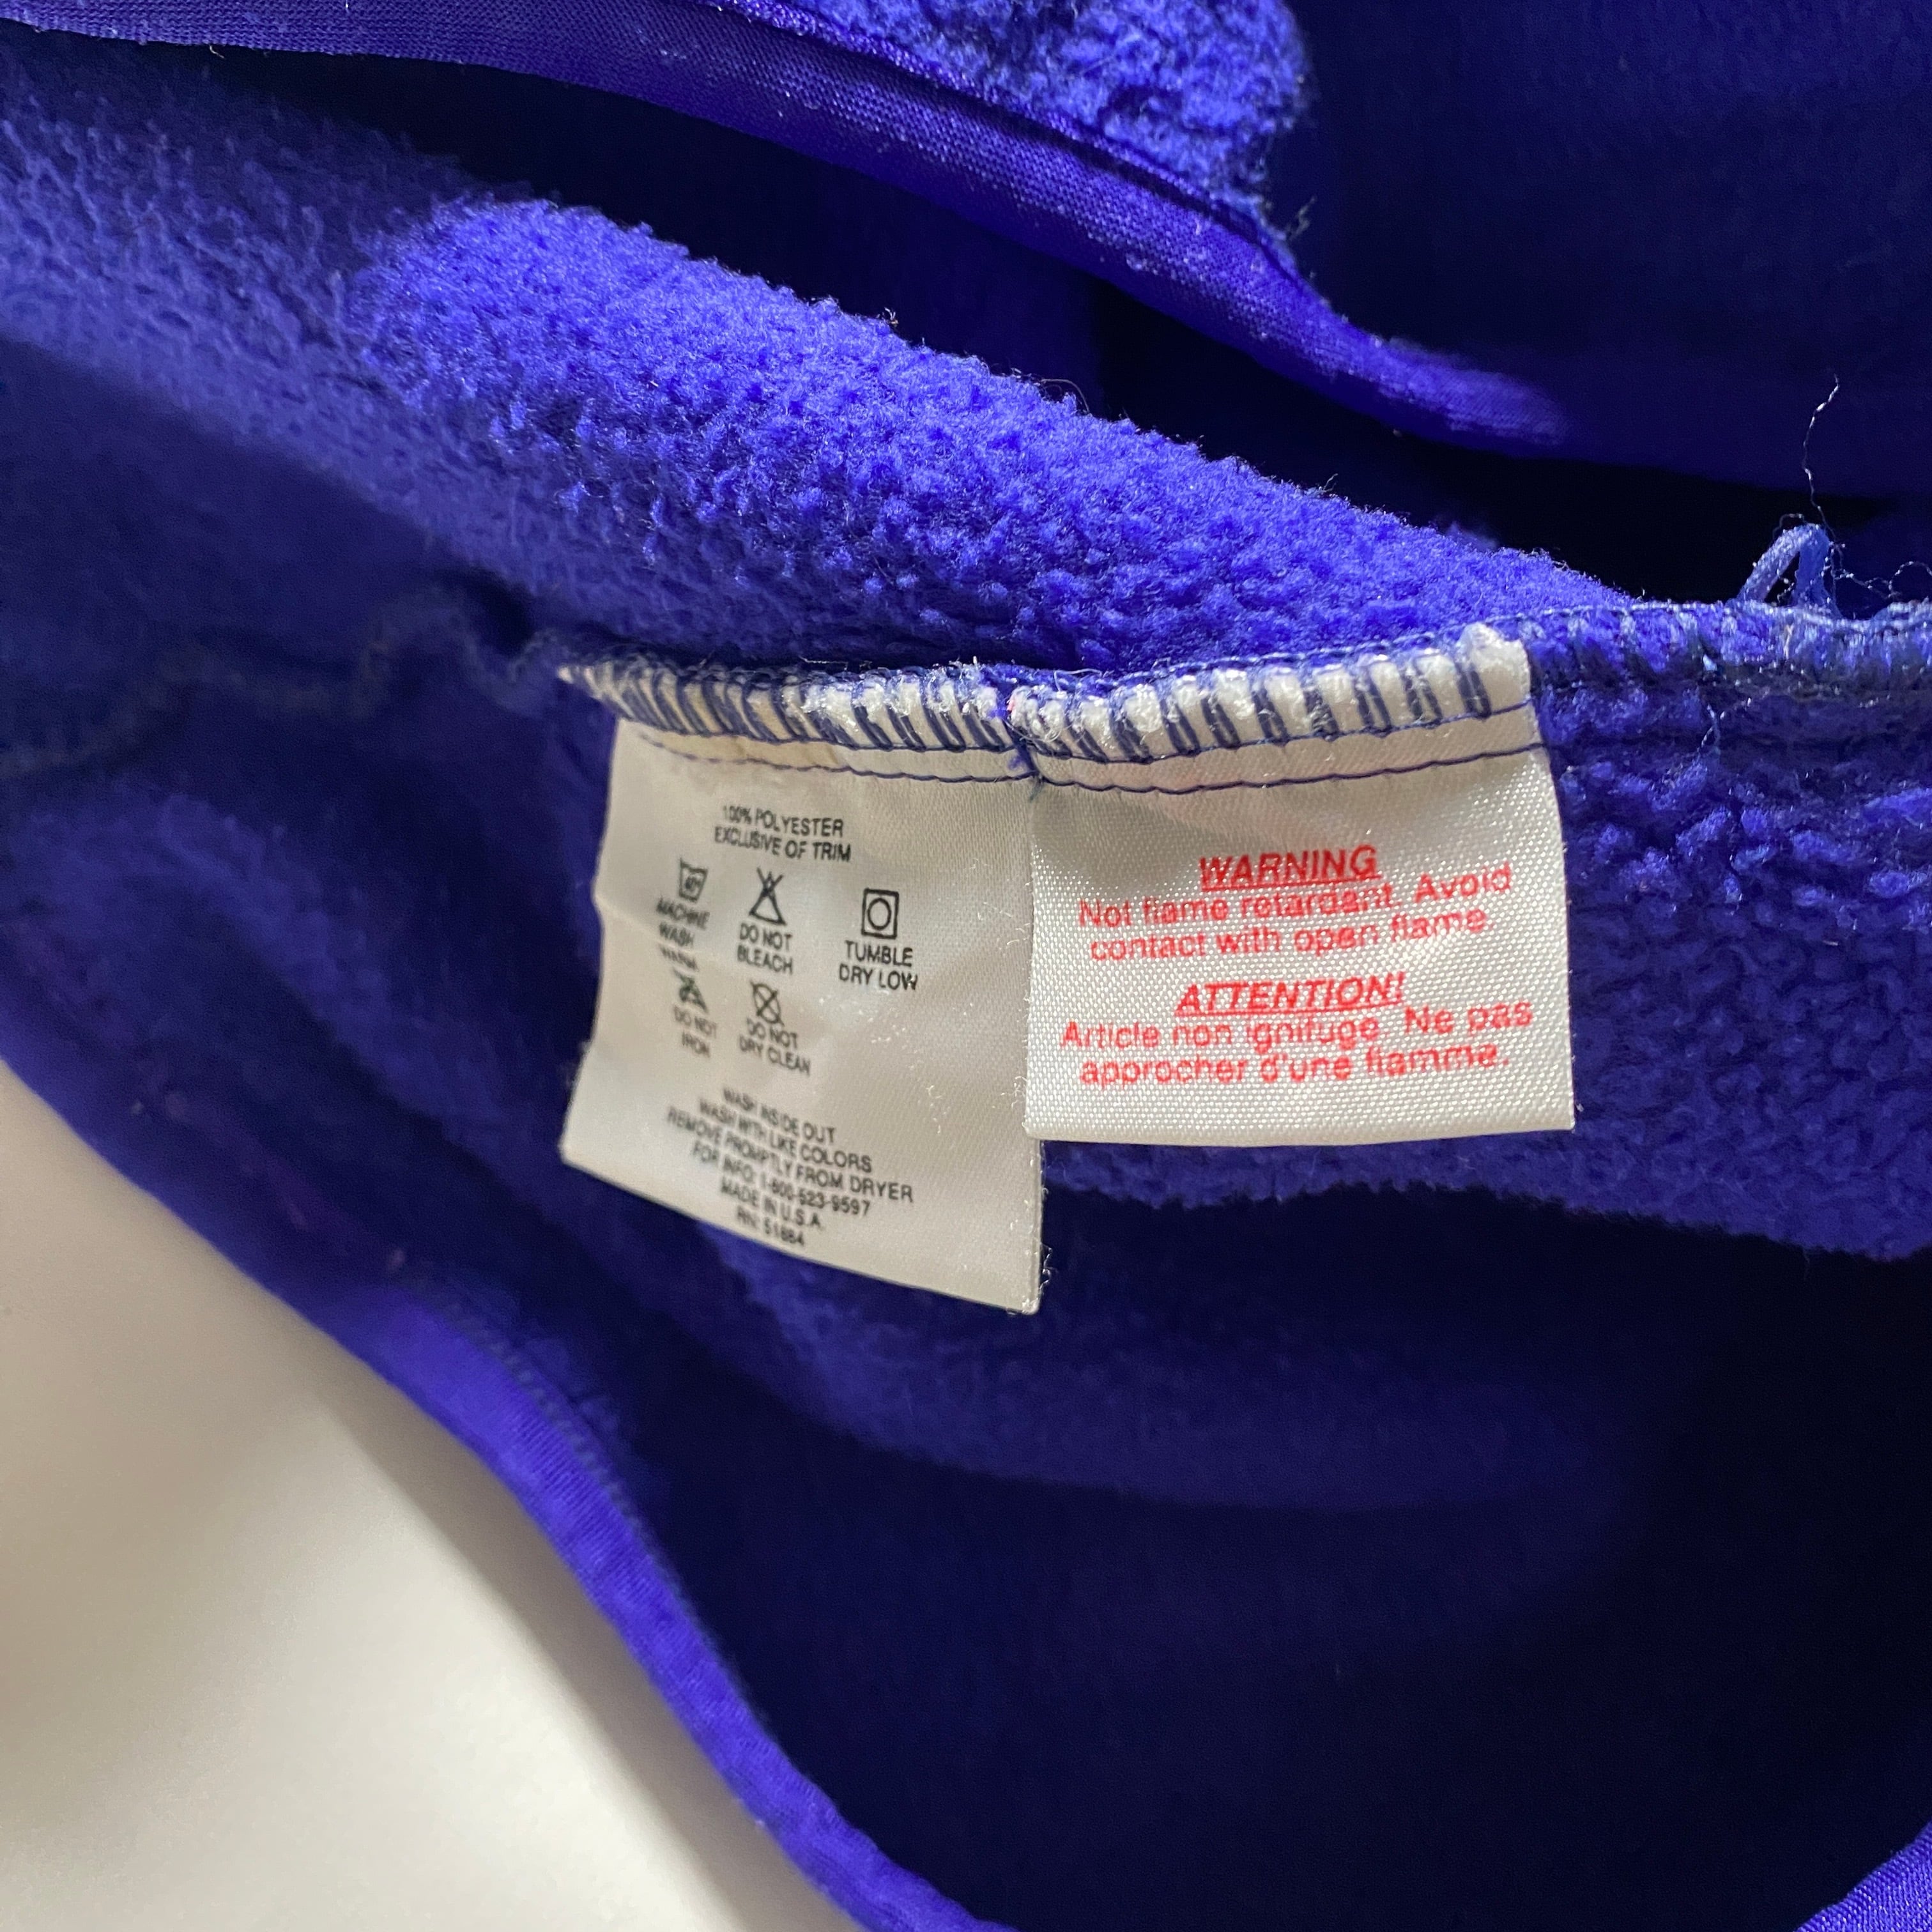 100% POLYESTER
EXCLUSIVE OF TRIM
40°
MACHINE
WASH
WARM
DO NOT
BLEACH
TUMBLE
DRY LOW
DO NOT
IRON
DO NOT
DRY CLEAN
WASH INSIDE OUT
WASH WITH LIKE COLORS
REMOVE PROMPTLY FROM DRYER
FOR INFO: 1-800-523-9597
MADE IN U.S.A.
RN: 51884
WARNING
Not flame retardant. Avoid
contact with open flame
ATTENTION!
Article non ignifuge. Ne pas
approcher d'une flamme.